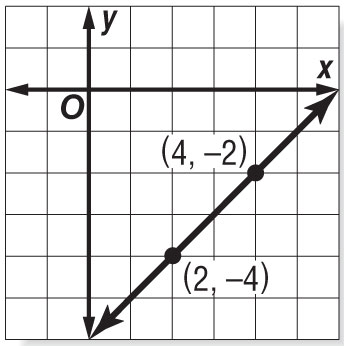 y
x
O
(4, –2)
(2, –4)